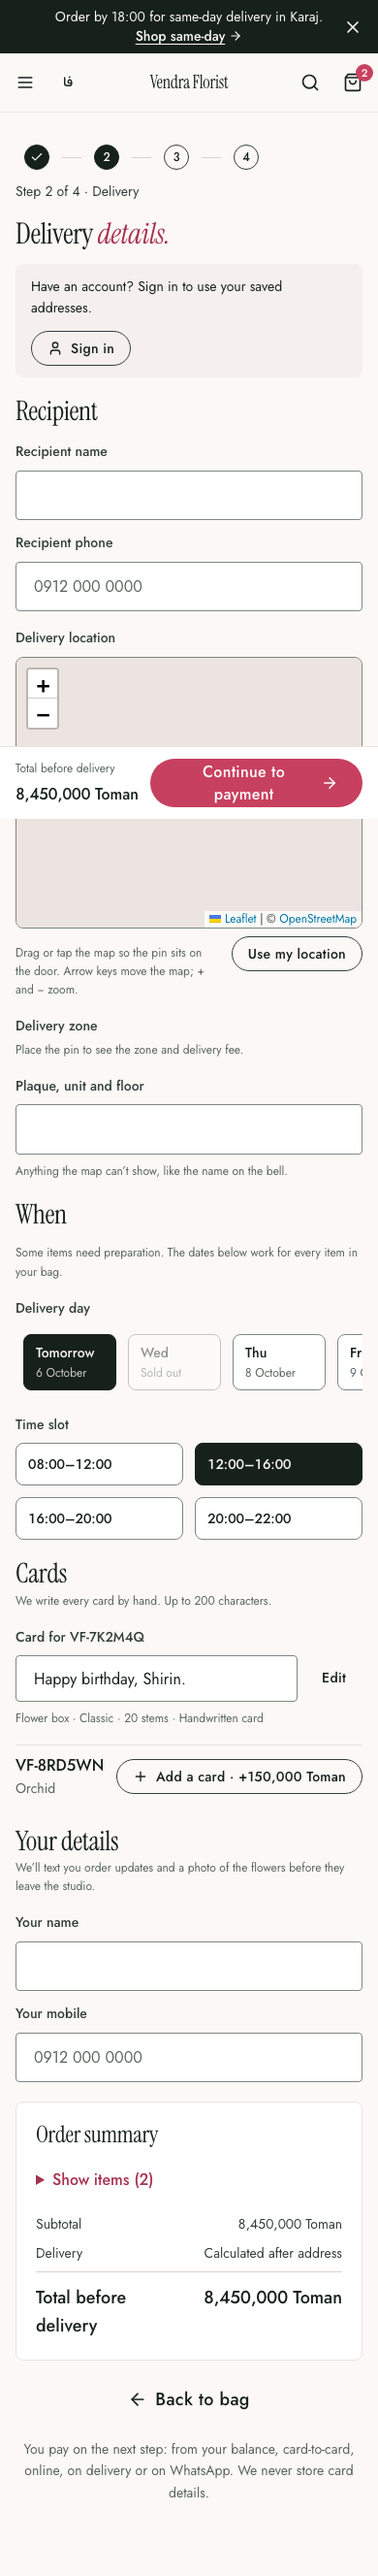 Order by 18:00 for same-day delivery in Karaj.
Shop same-day →
فا
Vendra Florist
2
2
3
4
Step 2 of 4 · Delivery
Delivery details.
Have an account? Sign in to use your saved
addresses.
Sign in
Recipient
Recipient name
Recipient phone
0912 000 0000
Delivery location
+
−
Total before delivery
8,450,000 Toman
Continue to
payment →
Leaflet | © OpenStreetMap
Drag or tap the map so the pin sits on
the door. Arrow keys move the map; +
and − zoom.
Use my location
Delivery zone
Place the pin to see the zone and delivery fee.
Plaque, unit and floor
Anything the map can't show, like the name on the bell.
When
Some items need preparation. The dates below work for every item in
your bag.
Delivery day
Tomorrow
6 October
Wed
Sold out
Thu
8 October
Time slot
08:00–12:00
12:00–16:00
16:00–20:00
20:00–22:00
Cards
We write every card by hand. Up to 200 characters.
Card for VF-7K2M4Q
Happy birthday, Shirin.
Edit
Flower box · Classic · 20 stems · Handwritten card
VF-8RD5WN
Orchid
+ Add a card · +150,000 Toman
Your details
We'll text you order updates and a photo of the flowers before they
leave the studio.
Your name
Your mobile
0912 000 0000
Order summary
Show items (2)
Subtotal 8,450,000 Toman
Delivery Calculated after address
Total before
delivery 8,450,000 Toman
← Back to bag
You pay on the next step: from your balance, card-to-card,
online, on delivery or on WhatsApp. We never store card
details.